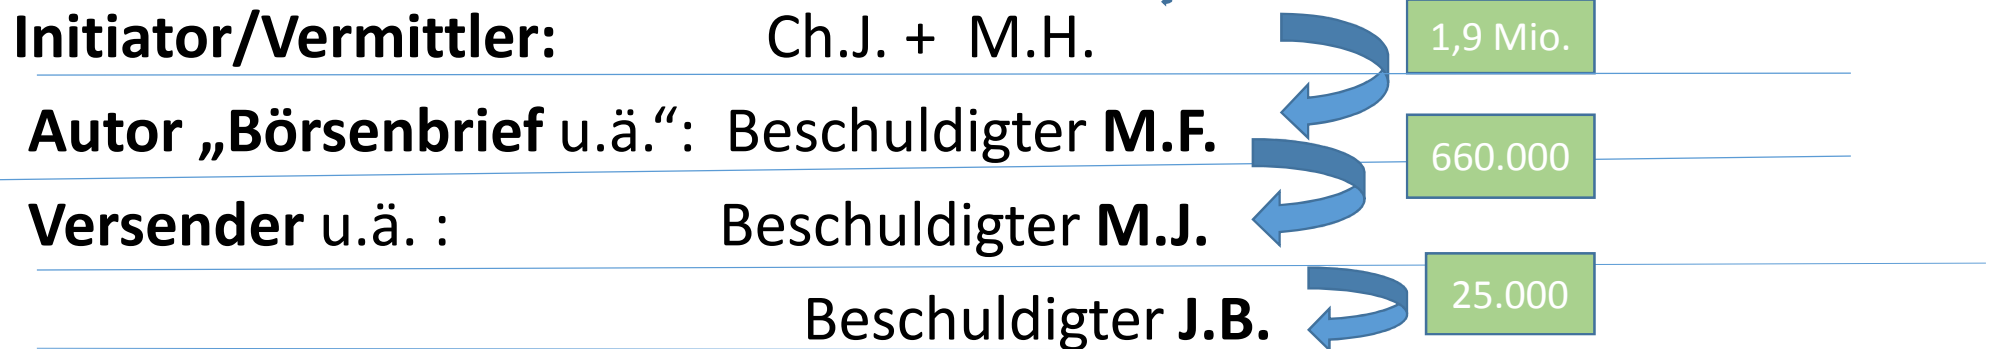 Initiator/Vermittler: Ch.J. + M.H. 1,9 Mio.
Autor „Börsenbrief u.ä.“: Beschuldigter M.F.
660.000
Versender u.ä. : Beschuldigter M.J.
25.000
Beschuldigter J.B.